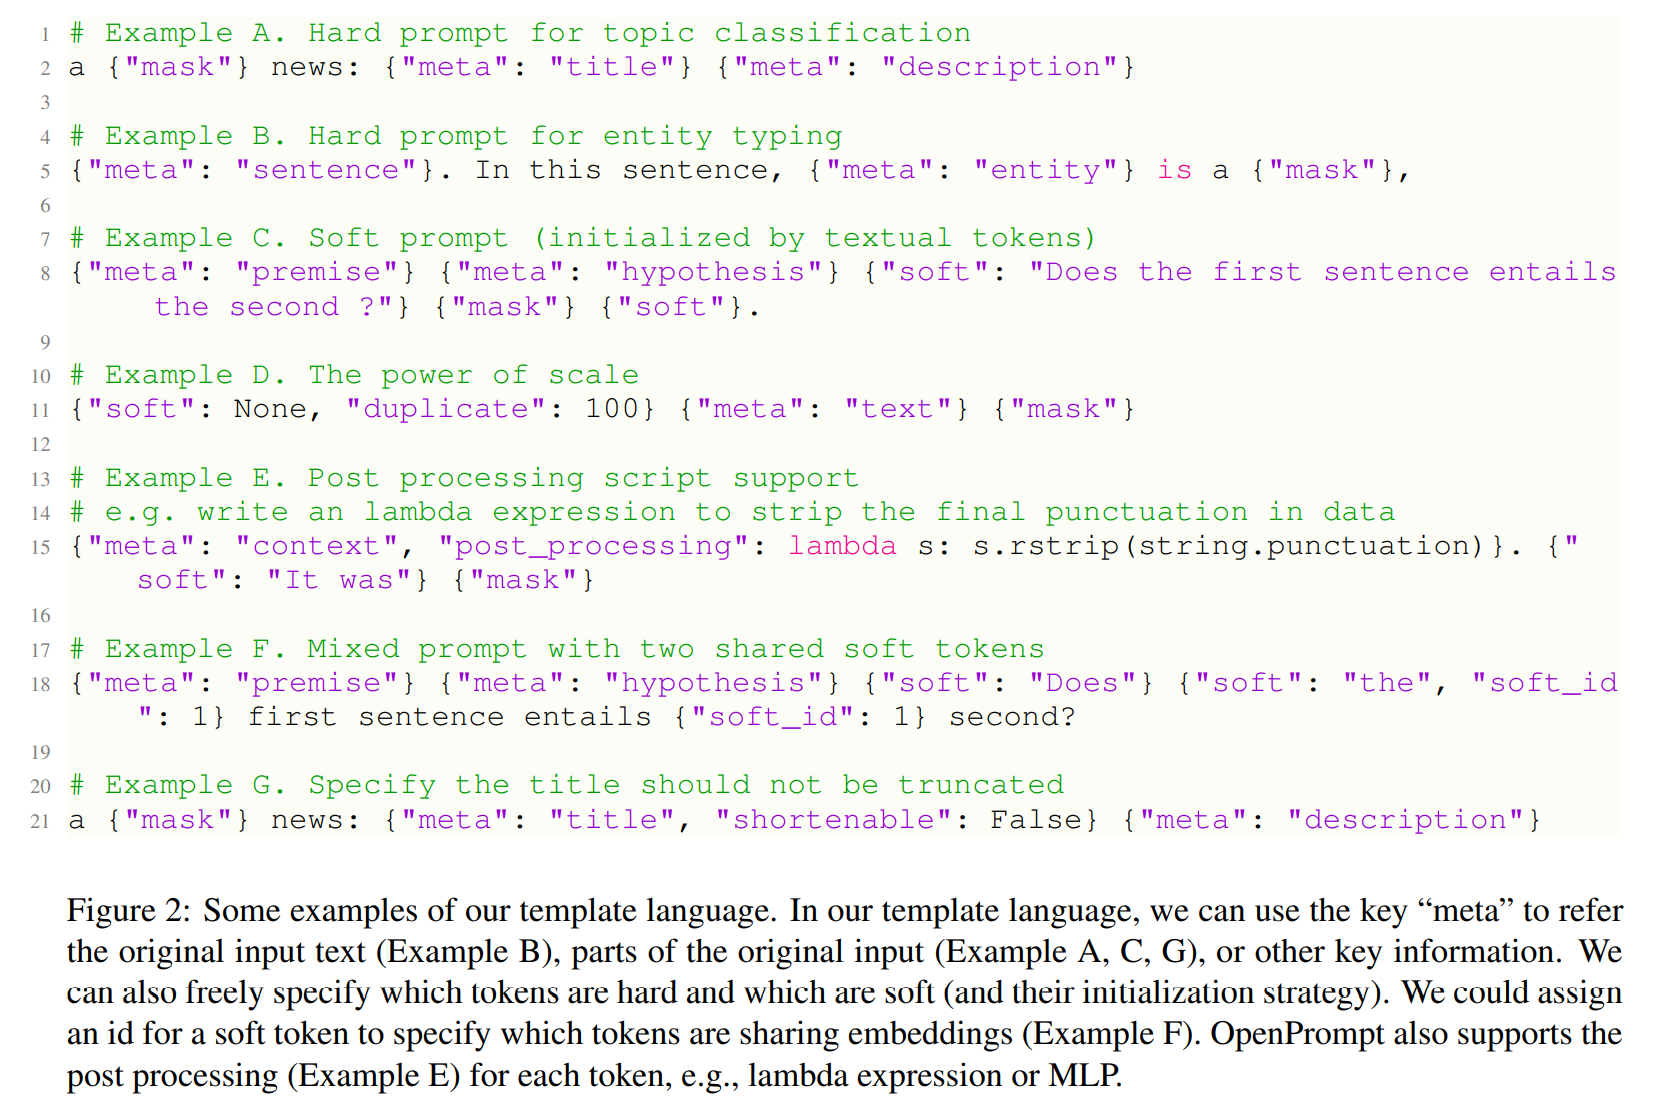 1 # Example A. Hard prompt for topic classification
2 a {"mask"} news: {"meta": "title"} {"meta": "description"}
3
4 # Example B. Hard prompt for entity typing
5 {"meta": "sentence"}. In this sentence, {"meta": "entity"} is a {"mask"},
6
7 # Example C. Soft prompt (initialized by textual tokens)
8 {"meta": "premise"} {"meta": "hypothesis"} {"soft": "Does the first sentence entails
the second ?"} {"mask"} {"soft"}.
9
10 # Example D. The power of scale
11 {"soft": None, "duplicate": 100} {"meta": "text"} {"mask"}
12
13 # Example E. Post processing script support
14 # e.g. write an lambda expression to strip the final punctuation in data
15 {"meta": "context", "post_processing": lambda s: s.rstrip(string.punctuation)}. {"
soft": "It was"} {"mask"}
16
17 # Example F. Mixed prompt with two shared soft tokens
18 {"meta": "premise"} {"meta": "hypothesis"} {"soft": "Does"} {"soft": "the", "soft_id
": 1} first sentence entails {"soft_id": 1} second?
19
20 # Example G. Specify the title should not be truncated
21 a {"mask"} news: {"meta": "title", "shortenable": False} {"meta": "description"}
Figure 2: Some examples of our template language. In our template language, we can use the key “meta” to refer
the original input text (Example B), parts of the original input (Example A, C, G), or other key information. We
can also freely specify which tokens are hard and which are soft (and their initialization strategy). We could assign
an id for a soft token to specify which tokens are sharing embeddings (Example F). OpenPrompt also supports the
post processing (Example E) for each token, e.g., lambda expression or MLP.